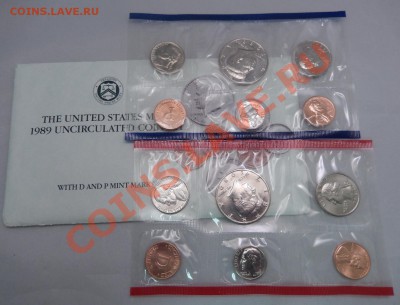 COINS.LAVE.RU
THE UNITED STATES M
1989 UNCIRCULATED CO
WITH D AND P MINT MAR
COINS.LAVE.RU